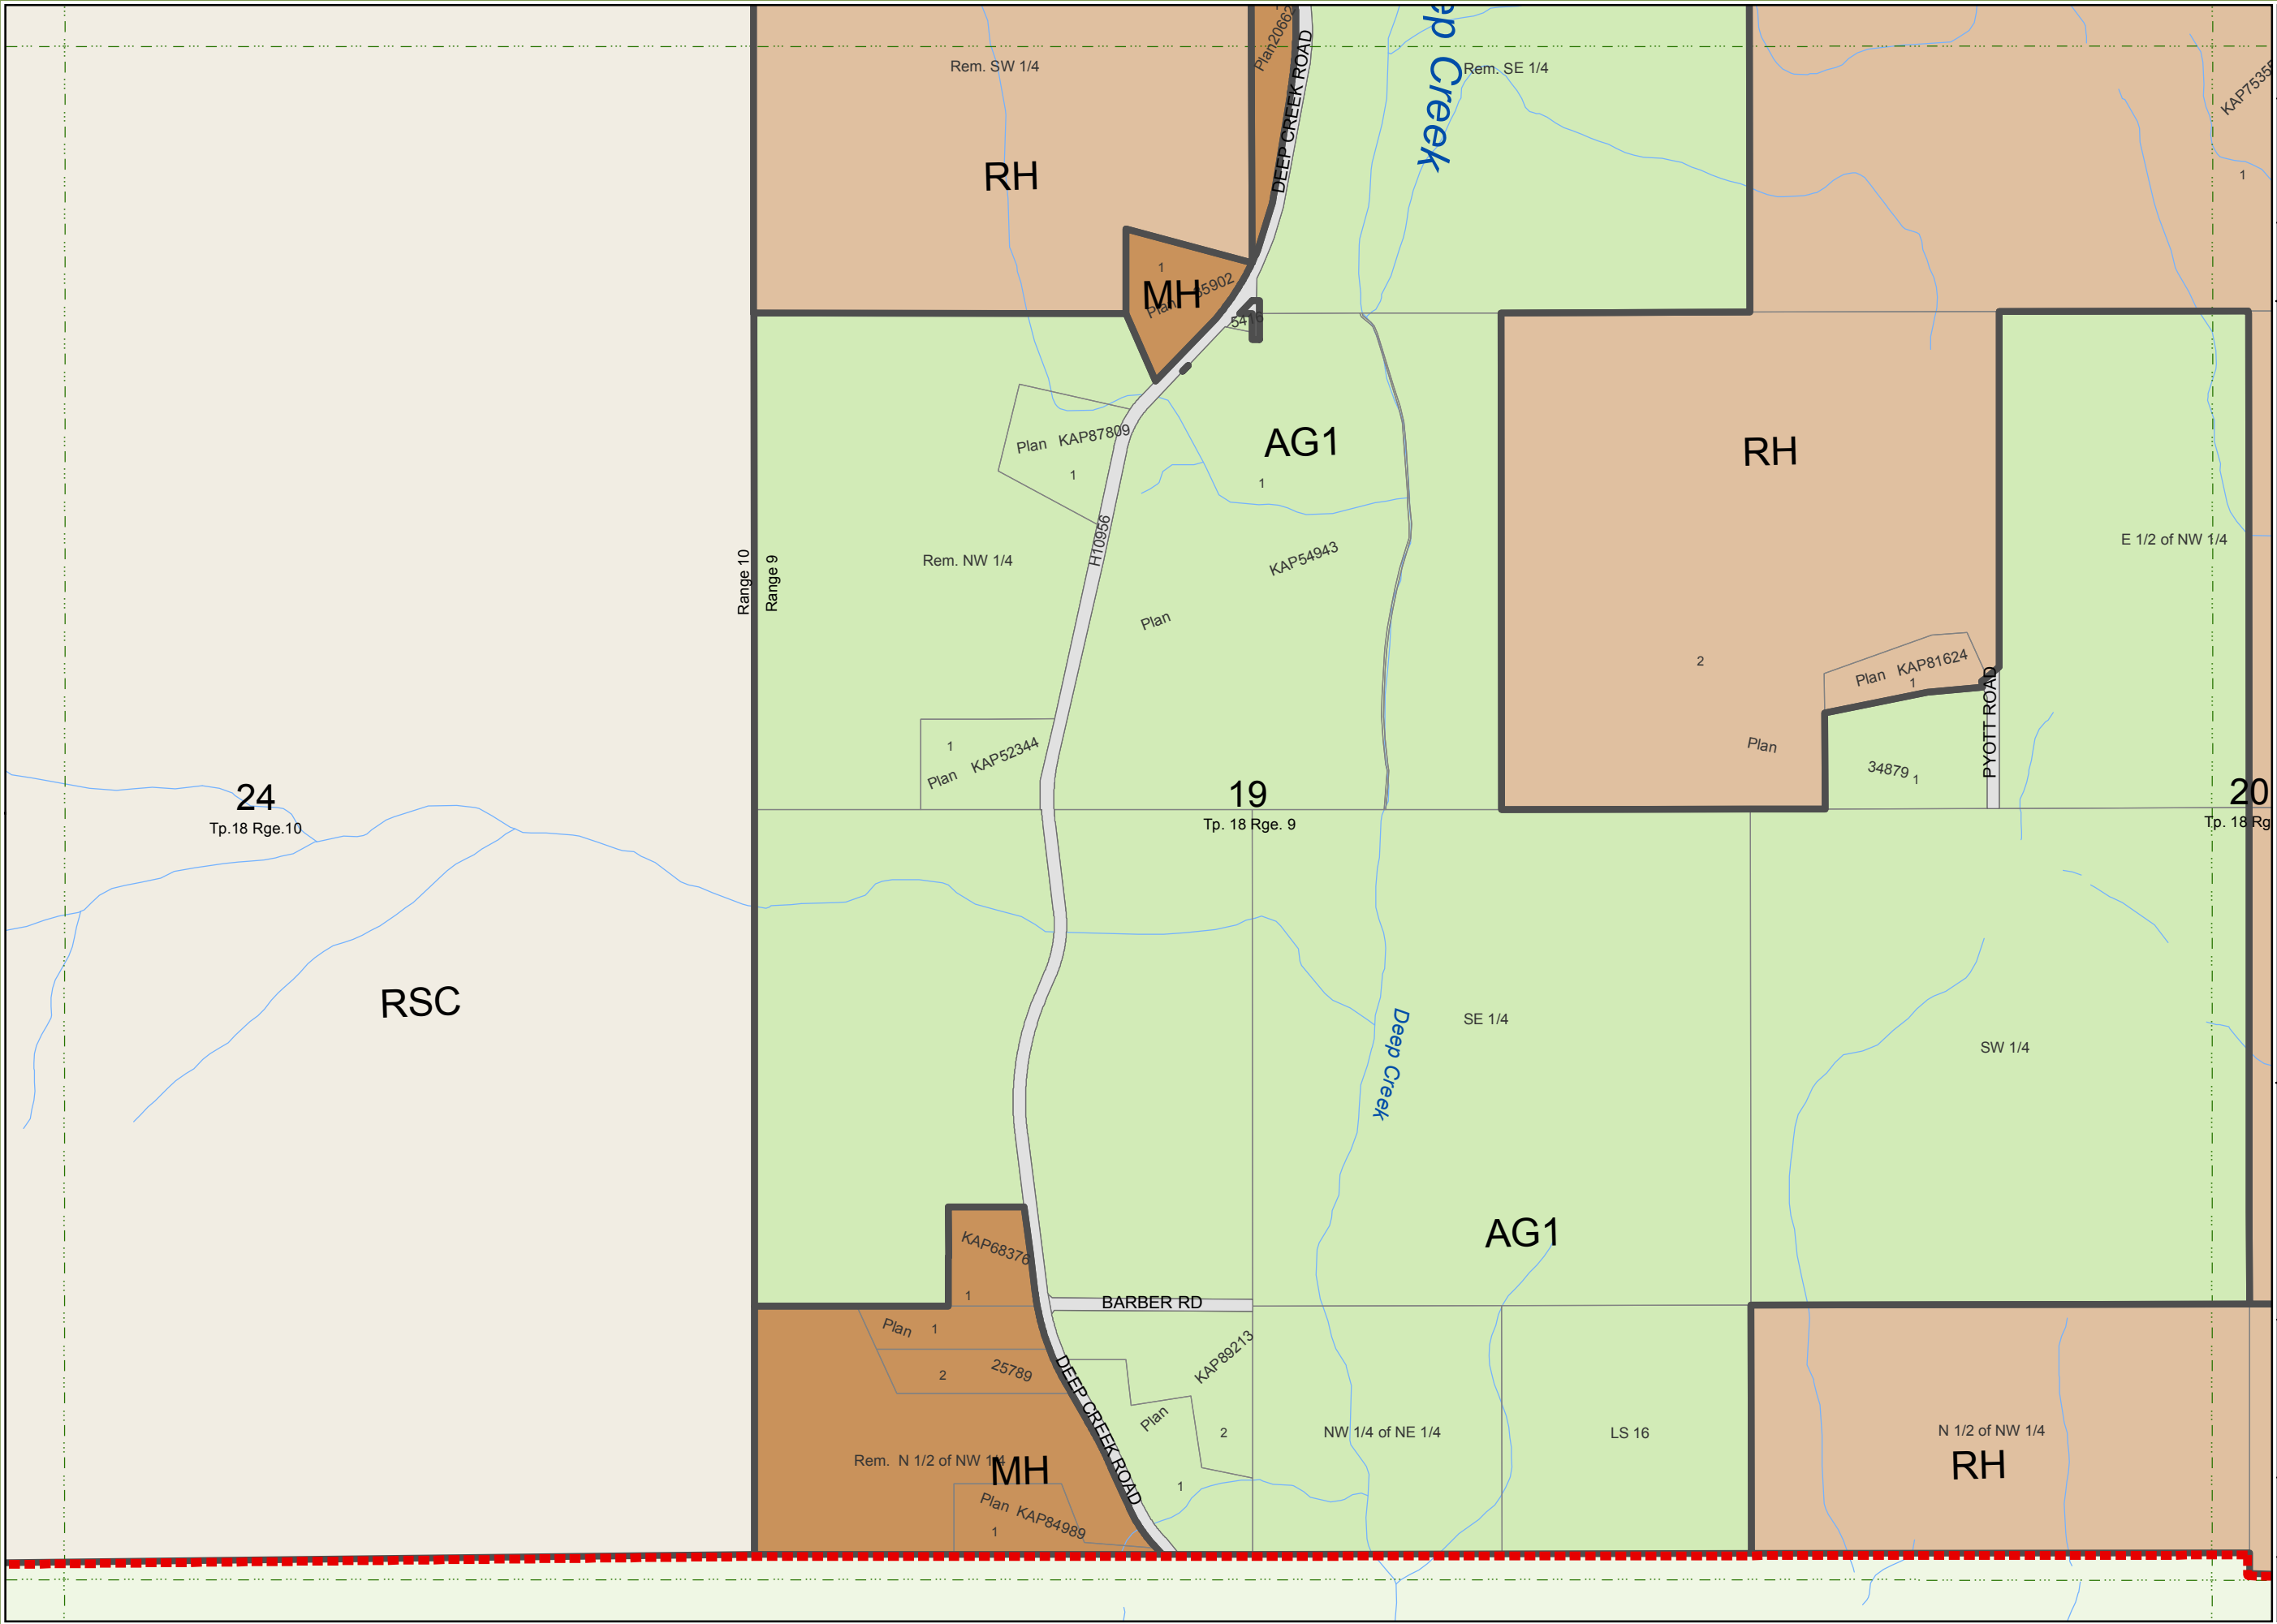 Rem. SW 1/4
Plan 20662
DEEP CREEK ROAD
ep Creek
Rem. SE 1/4
KAP7535
1
RH
1
MH
Plan 35902
5416
Plan KAP87809
1
AG1
1
RH
H10956
Rem. NW 1/4
KAP54943
Plan
E 1/2 of NW 1/4
Range 10
Range 9
2
Plan KAP81624
1
PYOTT ROAD
Plan
34879 1
1
Plan KAP52344
24
Tp.18 Rge.10
19
Tp. 18 Rge. 9
20
Tp. 18 Rg
RSC
Deep Creek
SE 1/4
SW 1/4
AG1
KAP68376
1
BARBER RD
Plan 1
2 25789
DEEP CREEK ROAD
KAP89213
Plan
2
1
NW 1/4 of NE 1/4
LS 16
N 1/2 of NW 1/4
RH
Rem. N 1/2 of NW 1/4
MH
Plan KAP84989
1